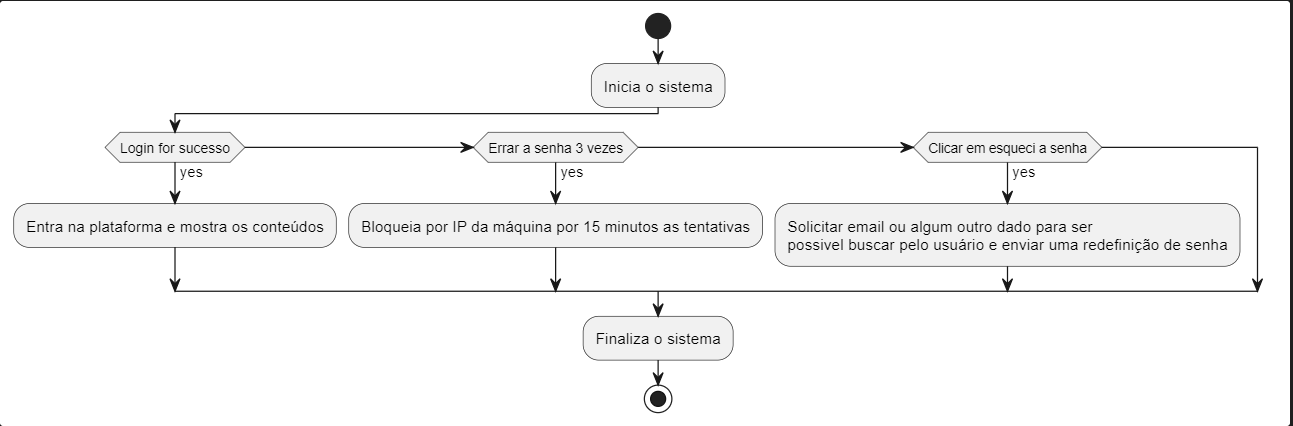 Inicia o sistema
Login for sucesso
Errar a senha 3 vezes
Clicar em esqueci a senha
yes
yes
yes
Entra na plataforma e mostra os conteúdos
Bloqueia por IP da máquina por 15 minutos as tentativas
Solicitar email ou algum outro dado para ser
possivel buscar pelo usuário e enviar uma redefinição de senha
Finaliza o sistema